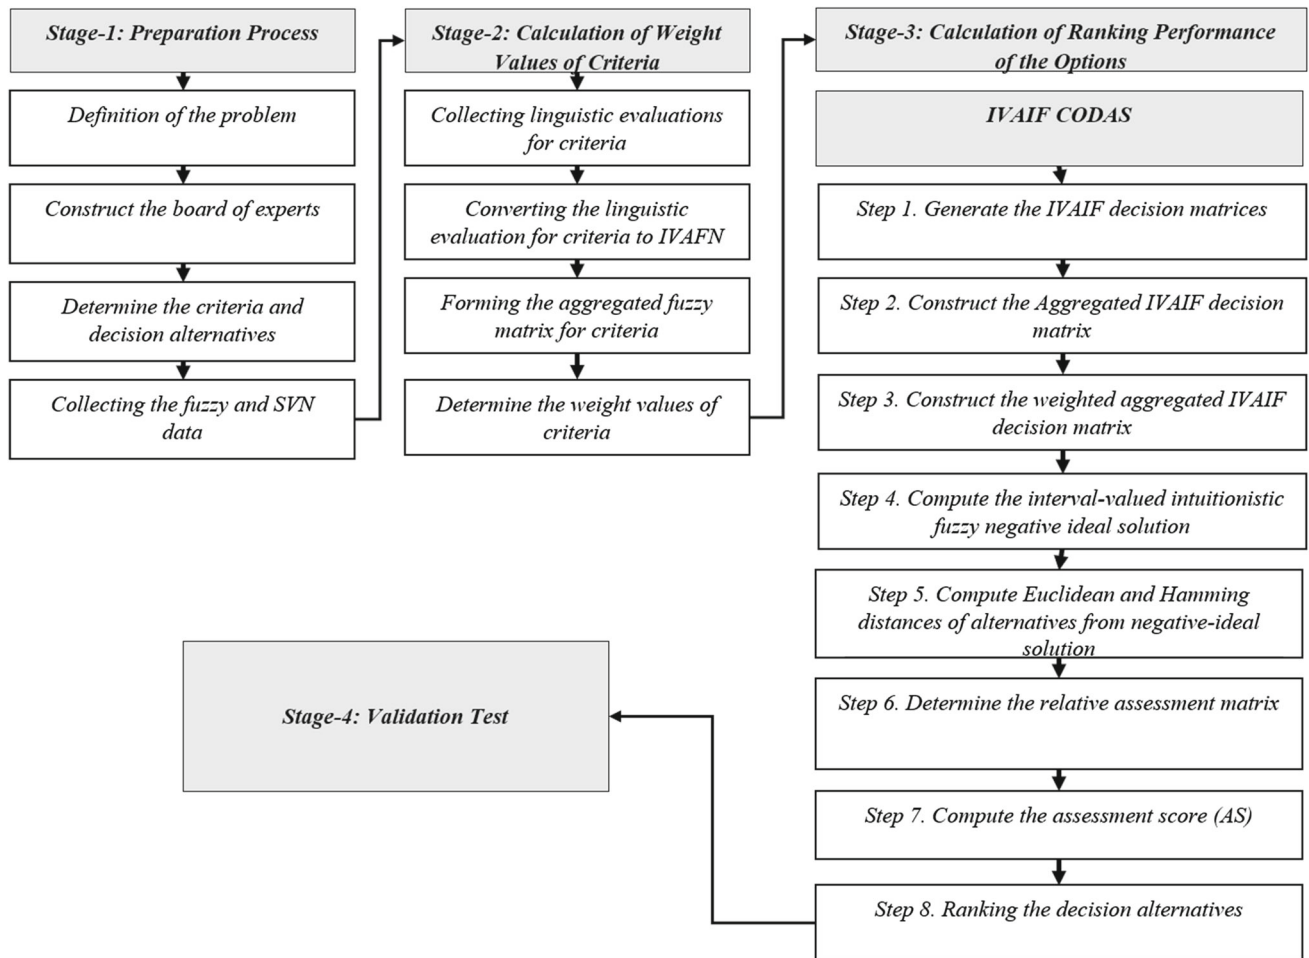 Stage-1: Preparation Process
Definition of the problem
Construct the board of experts
Determine the criteria and
decision alternatives
Collecting the fuzzy and SVN
data
Stage-2: Calculation of Weight
Values of Criteria
Collecting linguistic evaluations
for criteria
Converting the linguistic
evaluation for criteria to IVAFN
Forming the aggregated fuzzy
matrix for criteria
Determine the weight values of
criteria
Stage-3: Calculation of Ranking Performance
of the Options
IVAIF CODAS
Step 1. Generate the IVAIF decision matrices
Step 2. Construct the Aggregated IVAIF decision
matrix
Step 3. Construct the weighted aggregated IVAIF
decision matrix
Step 4. Compute the interval-valued intuitionistic
fuzzy negative ideal solution
Step 5. Compute Euclidean and Hamming
distances of alternatives from negative-ideal
solution
Step 6. Determine the relative assessment matrix
Step 7. Compute the assessment score (AS)
Step 8. Ranking the decision alternatives
Stage-4: Validation Test